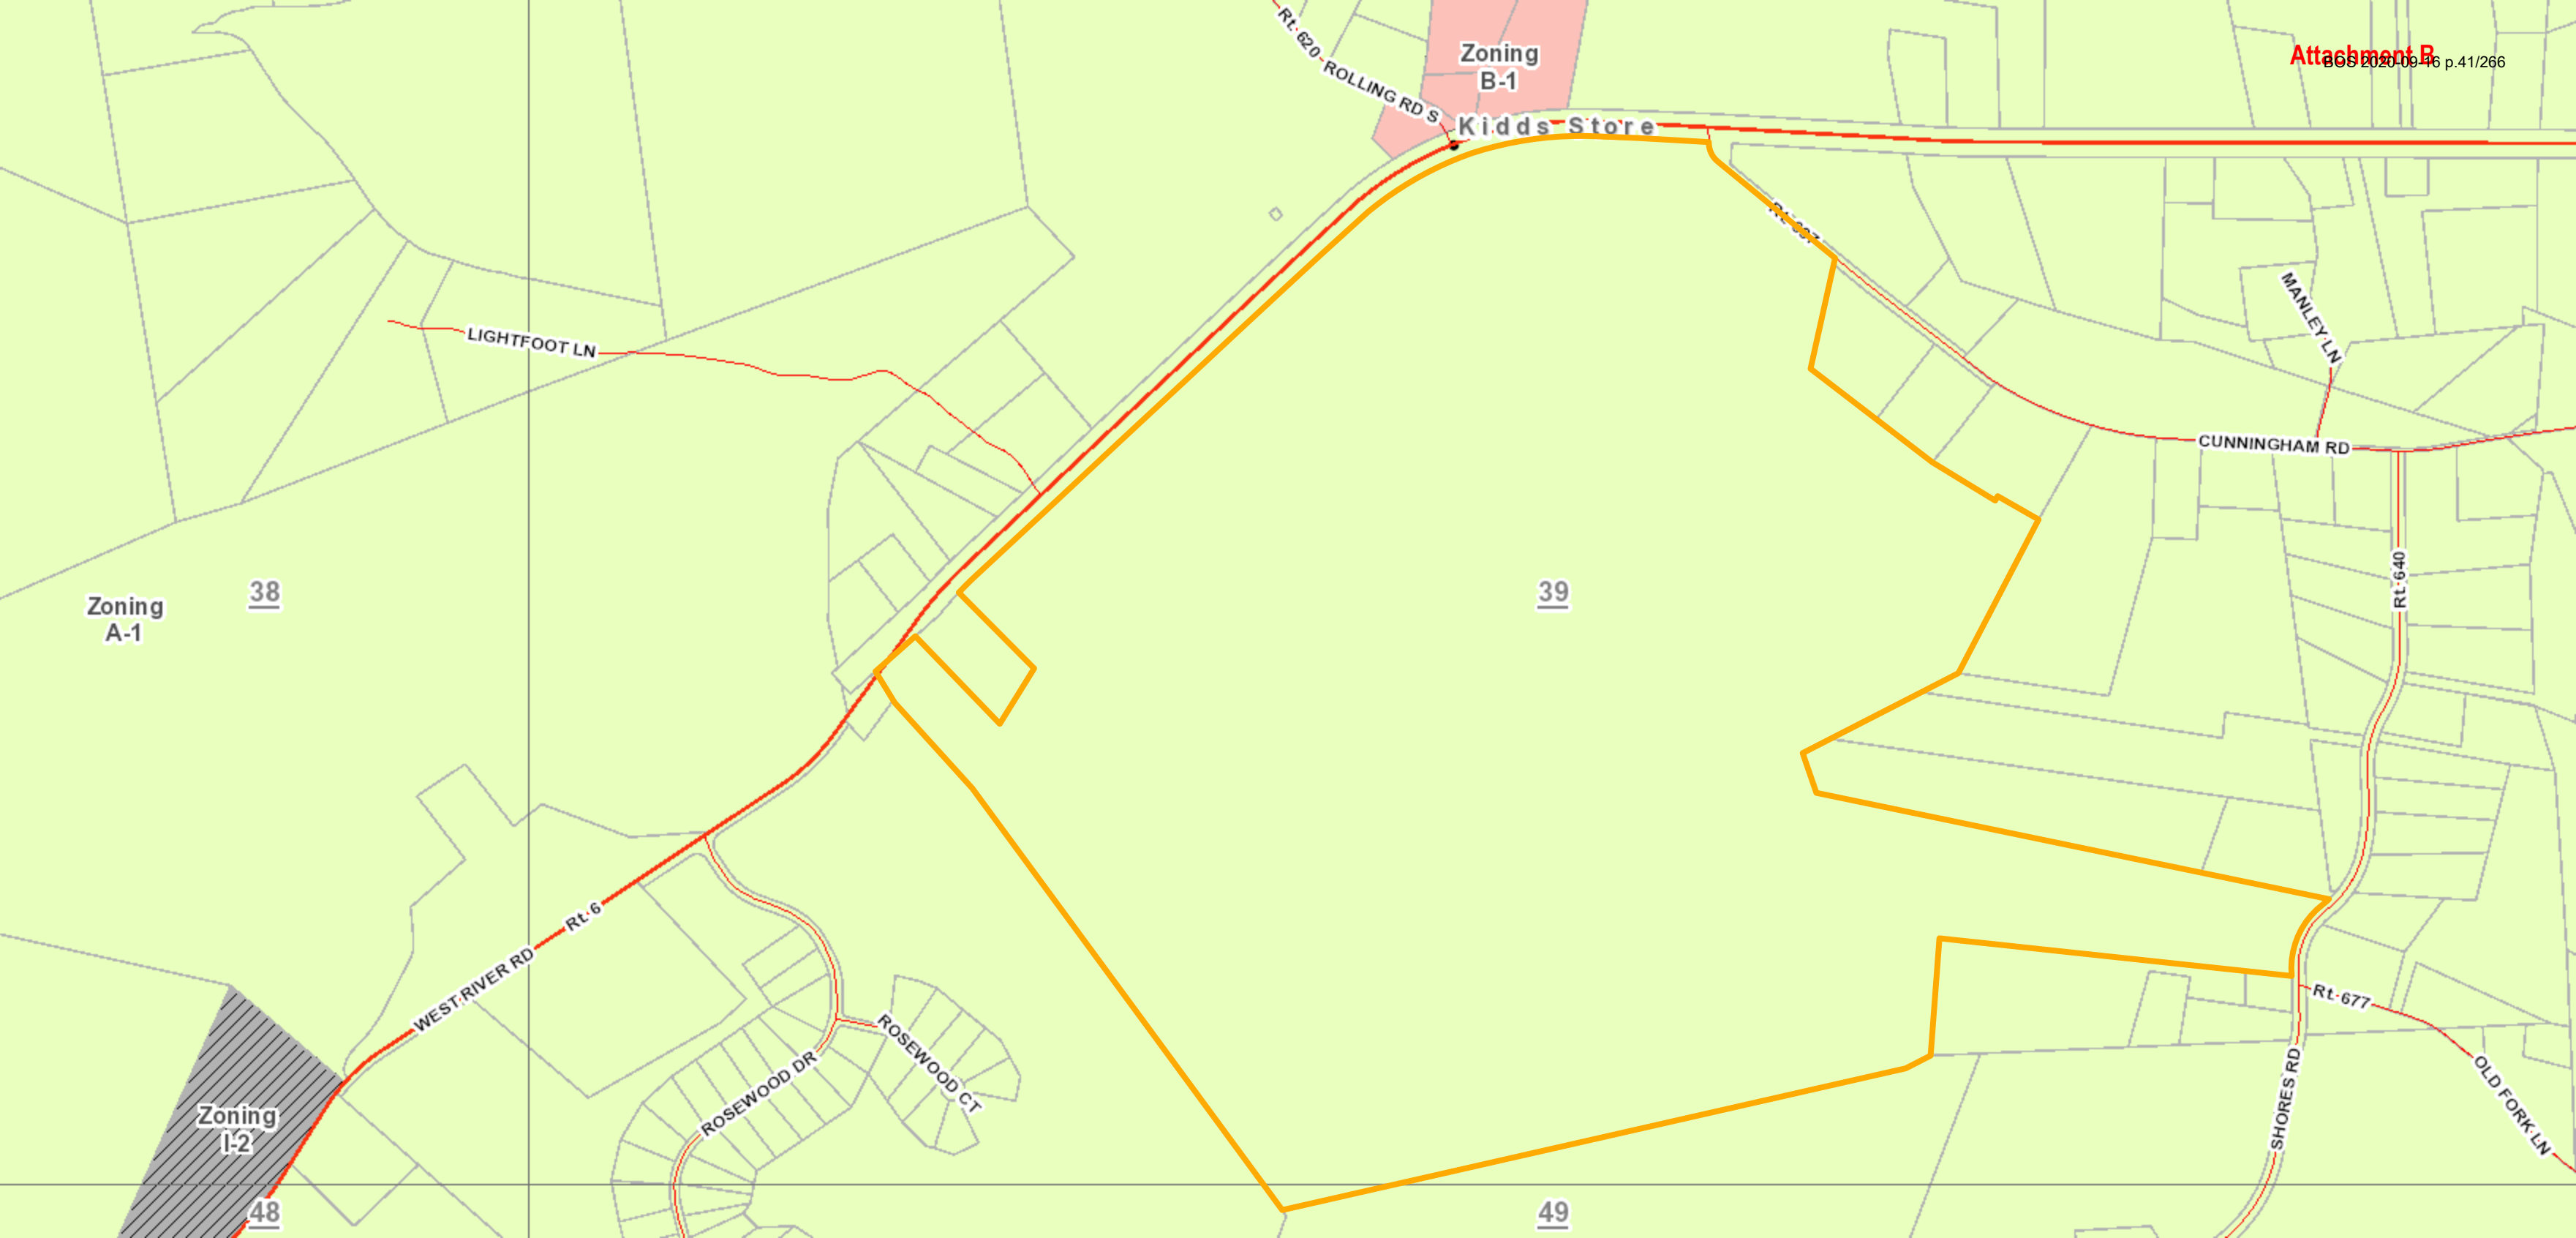 Rt. 620
ROLLING RD S
Zoning
B-1
Attachment B
BOS 2020-09-16 p.41/266
Kidds Store
MANLEY LN
LIGHTFOOT LN
CUNNINGHAM RD
Rt. 640
38
39
Zoning
A-1
Rt. 6
WEST RIVER RD
Rt. 677
ROSEWOOD CT
ROSEWOOD DR
OLD FORK LN
SHORES RD
Zoning
I-2
48
49